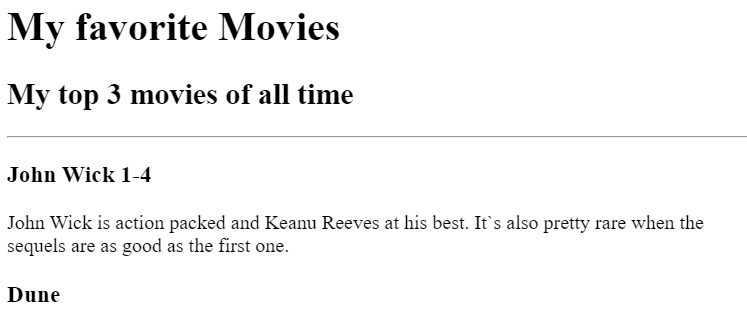 My favorite Movies
My top 3 movies of all time
John Wick 1-4
John Wick is action packed and Keanu Reeves at his best. It`s also pretty rare when the
sequels are as good as the first one.
Dune